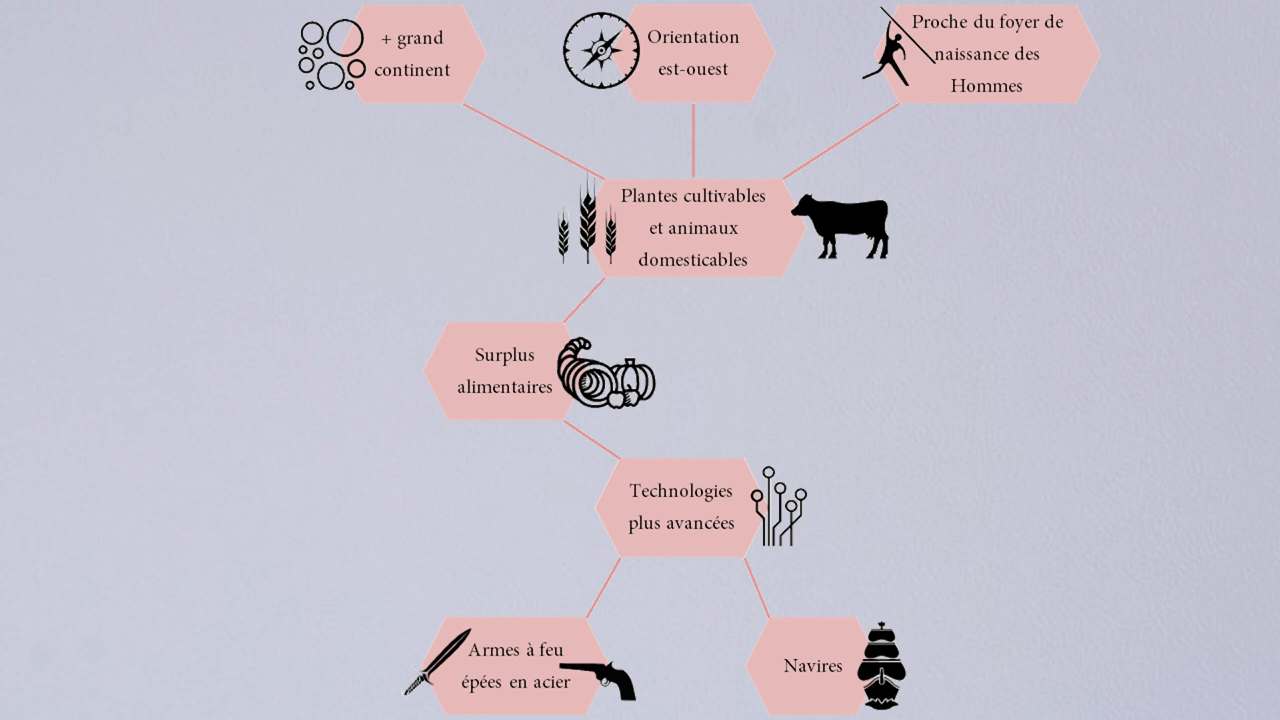 + grand
continent
Orientation
est-ouest
Proche du foyer de
naissance des
Hommes
Plantes cultivables
et animaux
domesticables
Surplus
alimentaires
Technologies
plus avancées
Armes à feu
épées en acier
Navires